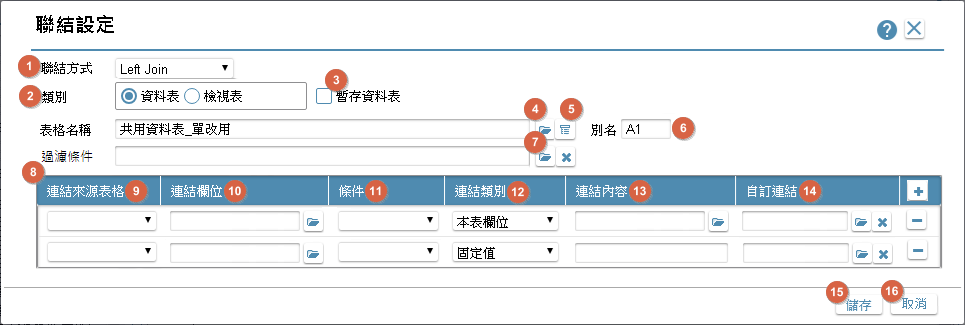 聯結設定
?
1 聯結方式 Left Join
2 類別 資料表 檢視表 3 暫存資料表
表格名稱 共用資料表_單改用 4 5 別名 A1 6
過濾條件 7
8 連結來源表格 9 連結欄位 10 條件 11 連結類別 12 連結內容 13 自訂連結 14 +
本表欄位
固定值
15 儲存 16 取消